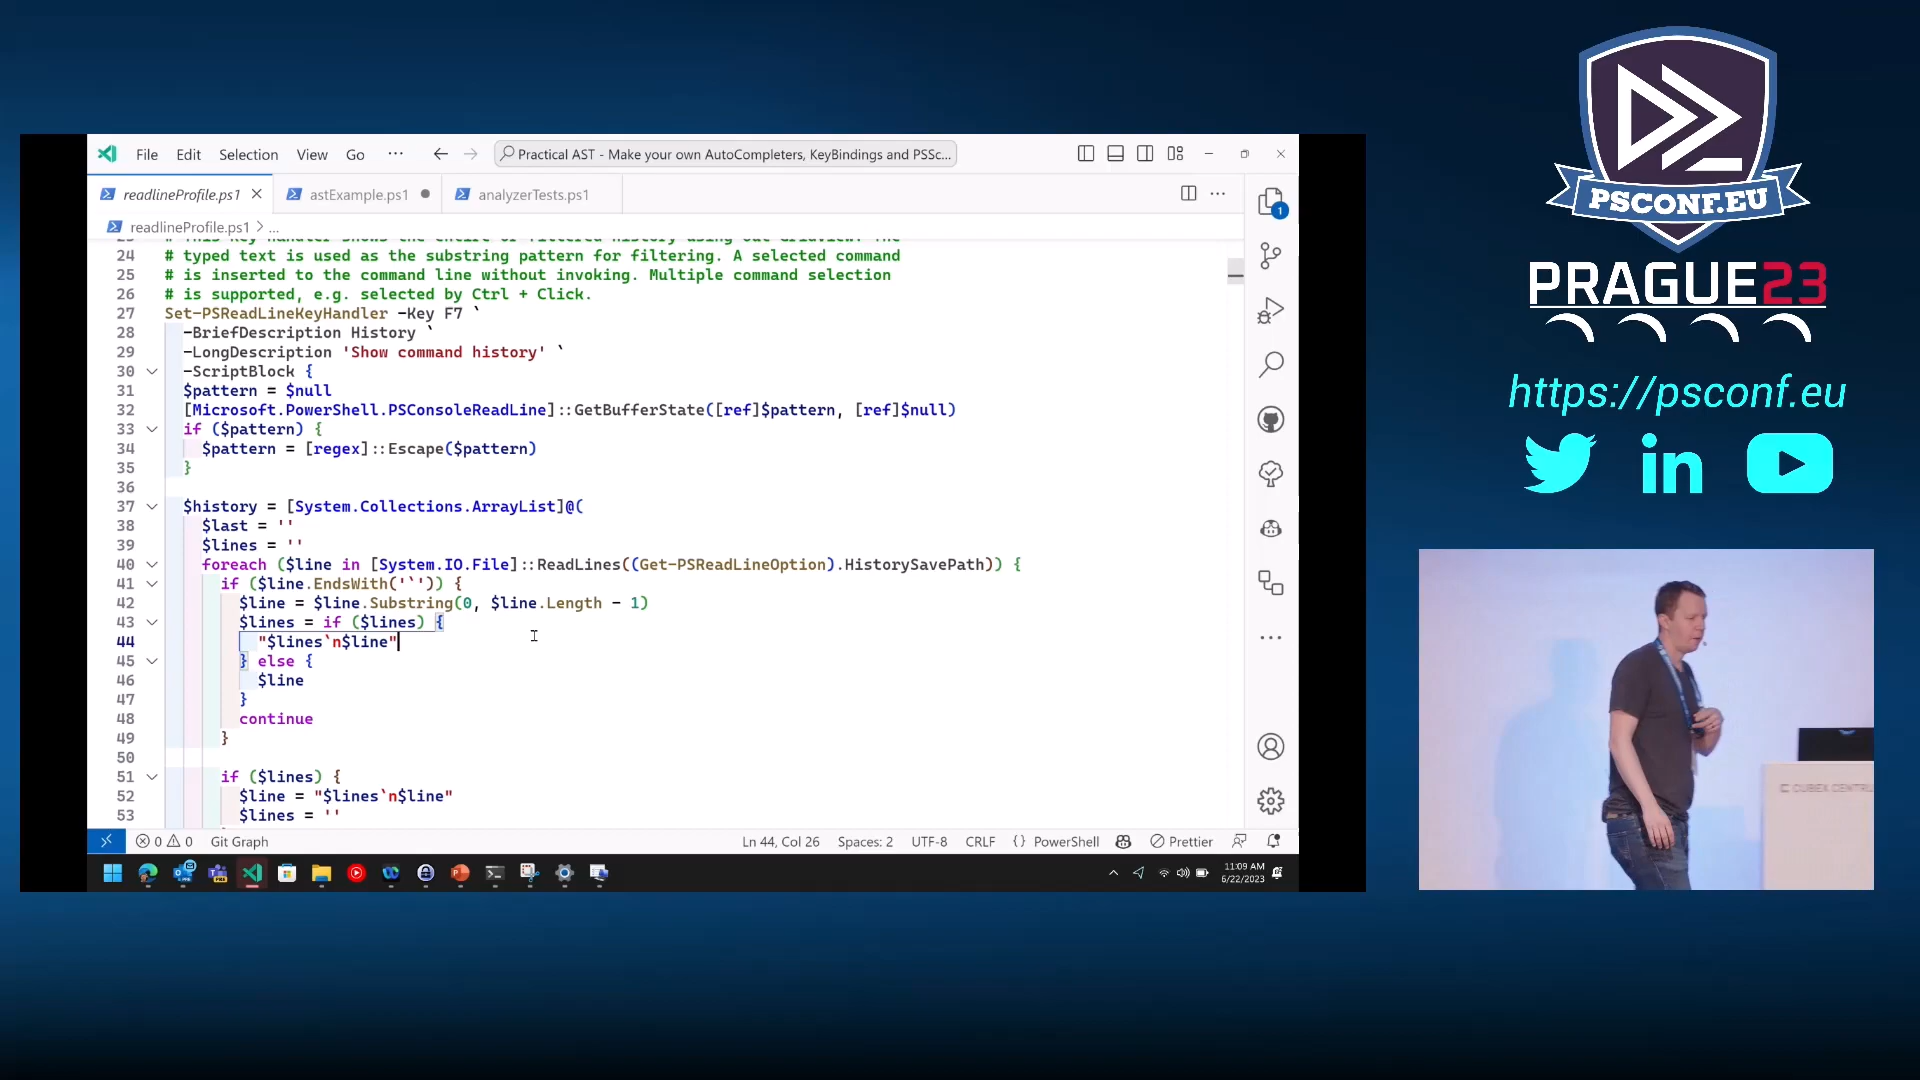 File Edit Selection View Go ···
Practical AST - Make your own AutoCompleters, KeyBindings and PSSc...
readlineProfile.ps1
astExample.ps1
analyzerTests.ps1
readlineProfile.ps1 > ...
24 # typed text is used as the substring pattern for filtering. A selected command
25 # is inserted to the command line without invoking. Multiple command selection
26 # is supported, e.g. selected by Ctrl + Click.
27 Set-PSReadLineKeyHandler -Key F7 `
28 -BriefDescription History `
29 -LongDescription 'Show command history' `
30 -ScriptBlock {
31 $pattern = $null
32 [Microsoft.PowerShell.PSConsoleReadLine]::GetBufferState([ref]$pattern, [ref]$null)
33 if ($pattern) {
34 $pattern = [regex]::Escape($pattern)
35 }
36
37 $history = [System.Collections.ArrayList]@(
38 $last = ''
39 $lines = ''
40 foreach ($line in [System.IO.File]::ReadLines((Get-PSReadLineOption).HistorySavePath)) {
41 if ($line.EndsWith('`')) {
42 $line = $line.Substring(0, $line.Length - 1)
43 $lines = if ($lines) {
44 "$lines`n$line"
45 } else {
46 $line
47 }
48 continue
49 }
50
51 if ($lines) {
52 $line = "$lines`n$line"
53 $lines = ''
1
0 0 Git Graph
Ln 44, Col 26 Spaces: 2 UTF-8 CRLF {} PowerShell Prettier
11:09 AM
6/22/2023
PSCONF.EU
PRAGUE23
https://psconf.eu
in